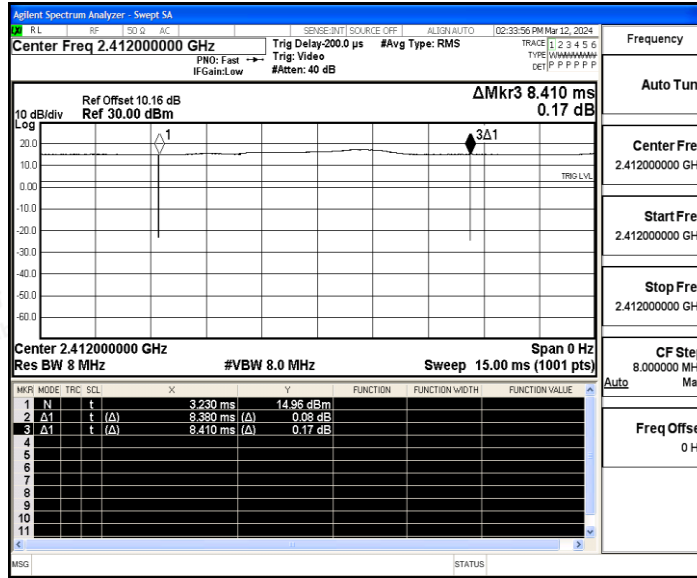 Agilent Spectrum Analyzer - Swept SA
RL RF 50 Ω AC SENSE:INT SOURCE OFF ALIGN AUTO 02:33:56 PM Mar 12, 2024
Center Freq 2.412000000 GHz
PNO: Fast
IFGain:Low
Trig Delay-200.0 µs
Trig: Video
#Atten: 40 dB
#Avg Type: RMS
TRACE 1 2 3 4 5 6
TYPE
DET P P P P P P
ΔMkr3 8.410 ms
0.17 dB
Ref Offset 10.16 dB
10 dB/div Ref 30.00 dBm
Log
1
3Δ1
20.0
10.0
TRIG LVL
0.00
-10.0
-20.0
-30.0
-40.0
-50.0
-60.0
Center 2.412000000 GHz Span 0 Hz
Res BW 8 MHz #VBW 8.0 MHz Sweep 15.00 ms (1001 pts)
MKR MODE TRC SCL X Y FUNCTION FUNCTION WIDTH FUNCTION VALUE
1 N t 3.230 ms 14.96 dBm
2 Δ1 t (Δ) 8.380 ms (Δ) 0.08 dB
3 Δ1 t (Δ) 8.410 ms (Δ) 0.17 dB
4
5
6
7
8
9
10
11
MSG STATUS
Frequency
Auto Tun
Center Fre
2.412000000 GH
Start Fre
2.412000000 GH
Stop Fre
2.412000000 GH
CF Ste
8.000000 MH
Auto Ma
Freq Offse
0 H